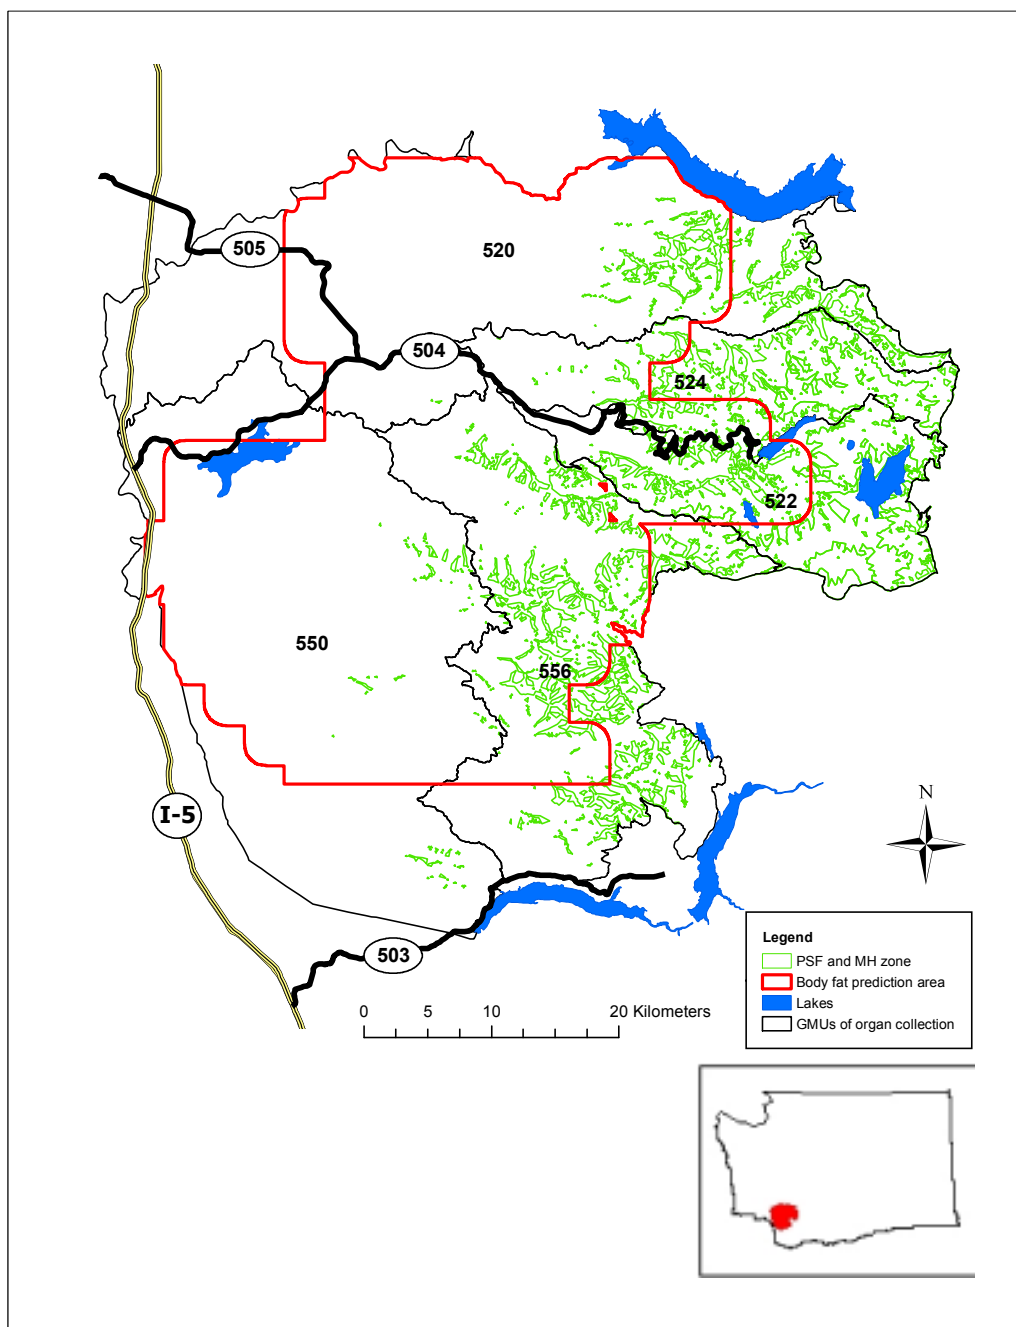 520
505
504
524
522
550
556
I-5
N
503
Legend
PSF and MH zone
Body fat prediction area
Lakes
GMUs of organ collection
0 5 10 20 Kilometers